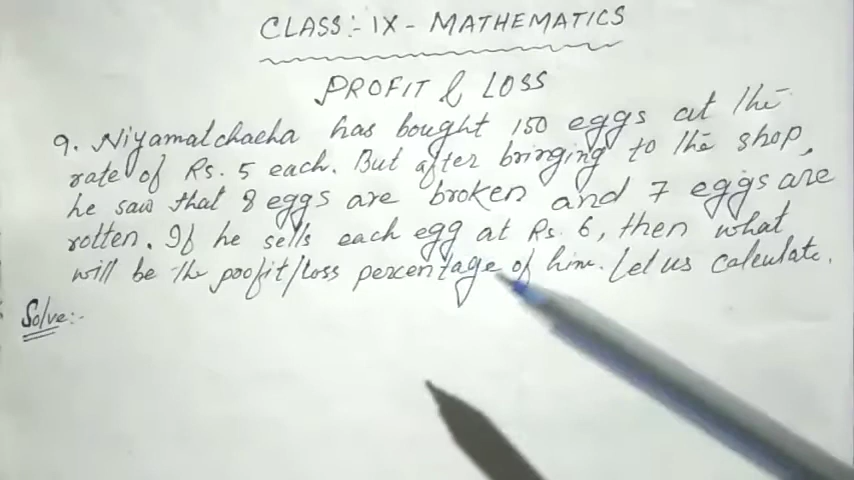 CLASS:- IX - MATHEMATICS
PROFIT & LOSS
9. Niyamatchacha has bought 150 eggs at the
rate of Rs. 5 each. But after bringing to the shop,
he saw that 8 eggs are broken and 7 eggs are
rotten. If he sells each egg at Rs. 6, then what
will be the profit/loss percentage of him. Let us calculate.
Solve:-